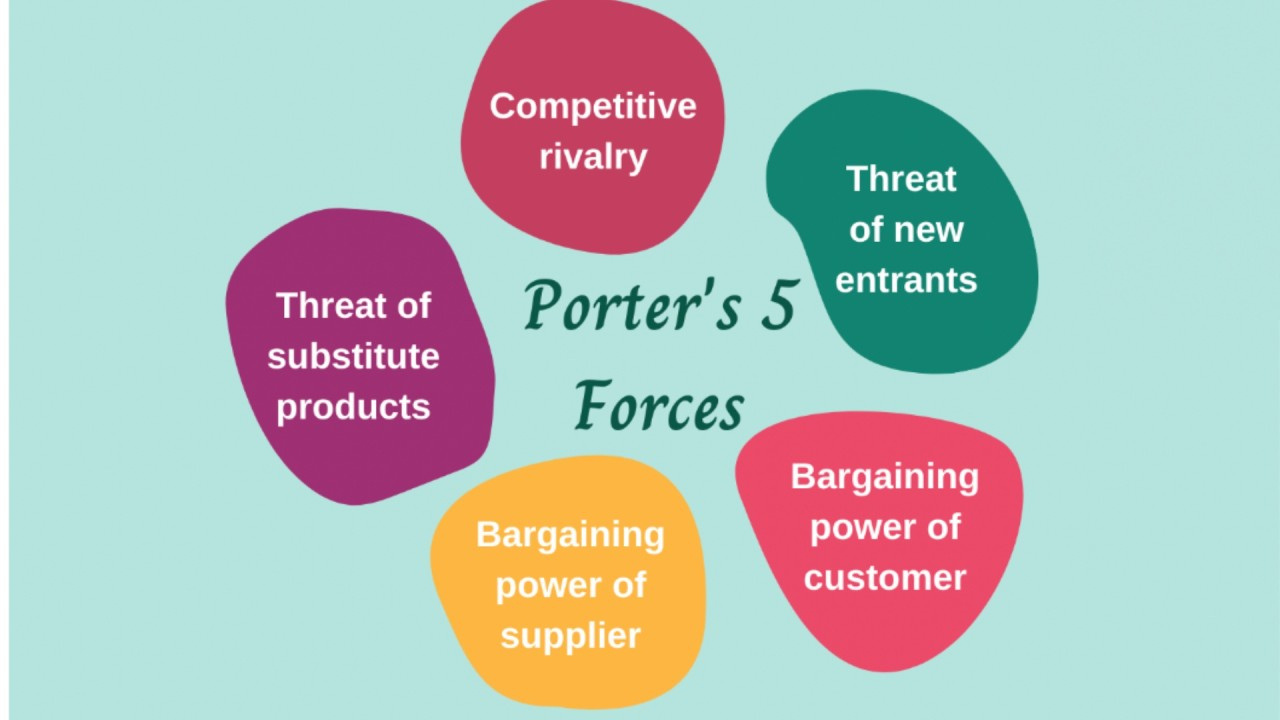 Competitive
rivalry
Threat
of new
entrants
Threat of
substitute
products
Porter's 5
Forces
Bargaining
power of
customer
Bargaining
power of
supplier